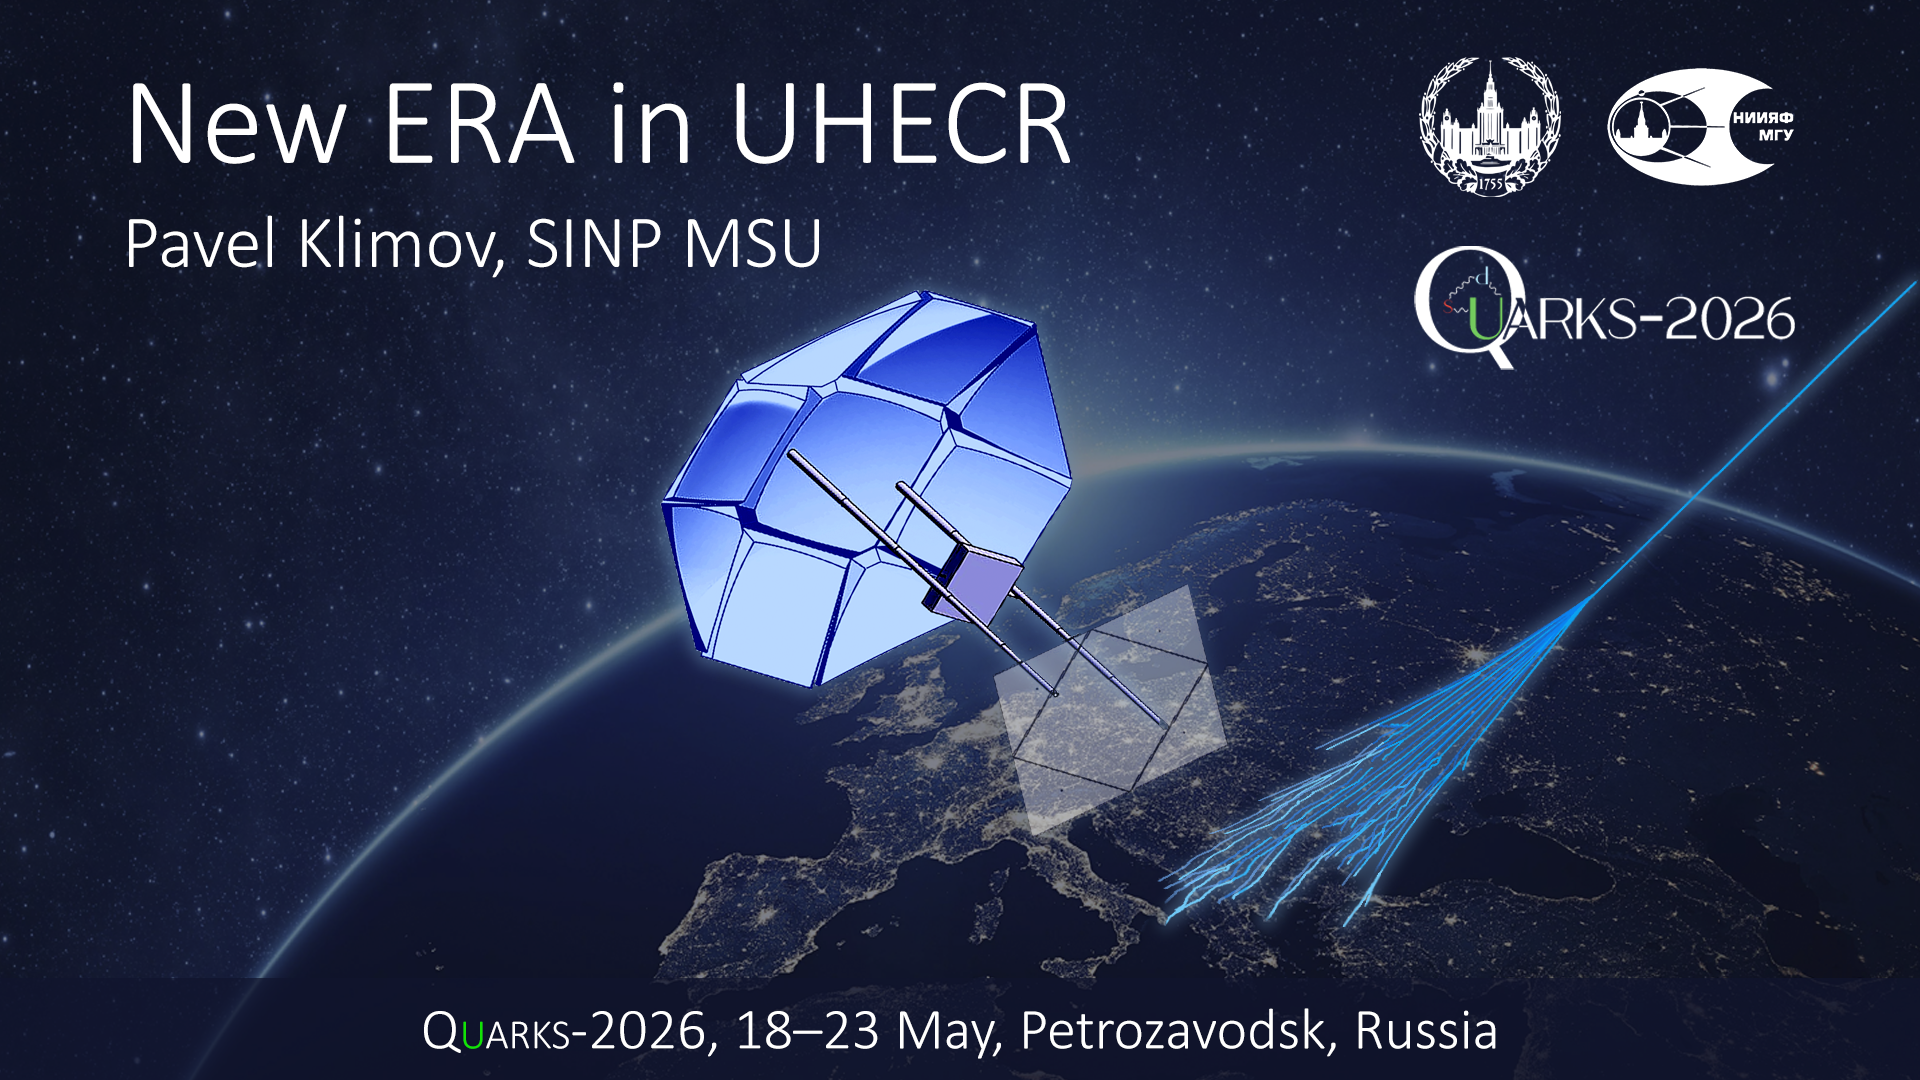 New ERA in UHECR
Pavel Klimov, SINP MSU
1755
НИИЯФ
МГУ
QUARKS-2026
s d
QUARKS-2026, 18–23 May, Petrozavodsk, Russia